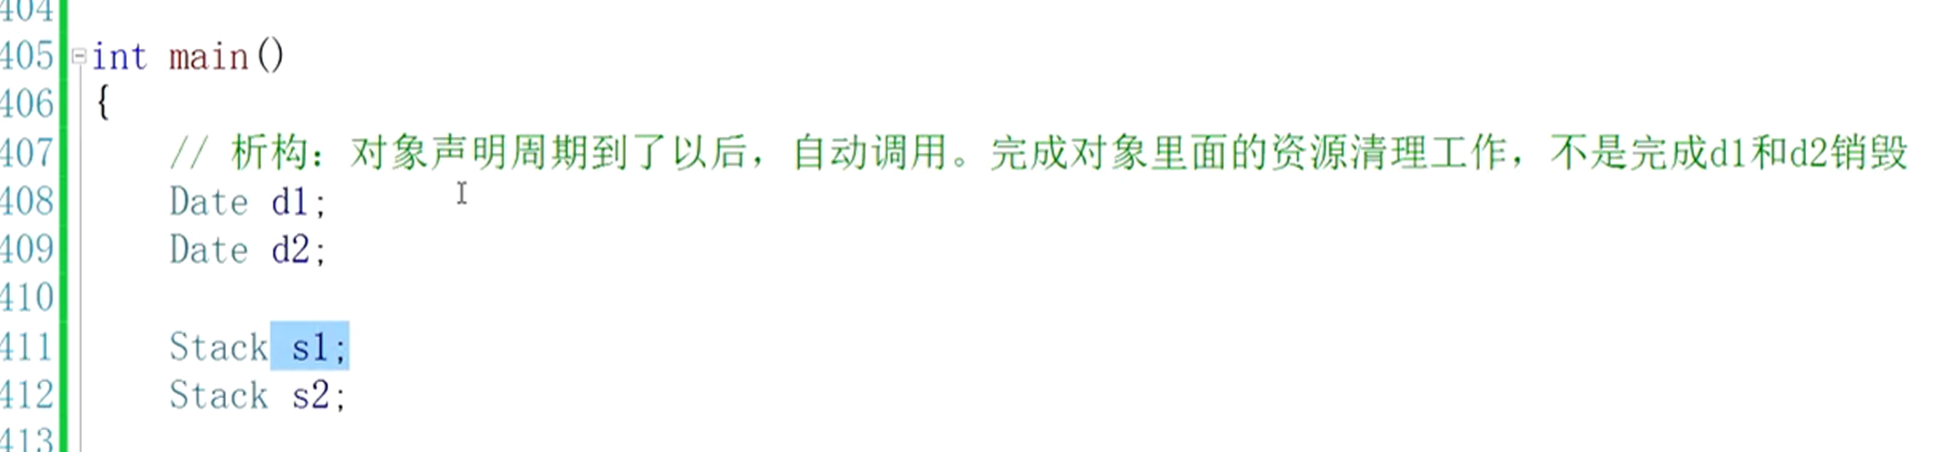 404
405 int main()
406 {
407 // 析构：对象声明周期到了以后，自动调用。完成对象里面的资源清理工作，不是完成d1和d2销毁
408 Date d1;
409 Date d2;
410
411 Stack s1;
412 Stack s2;
413